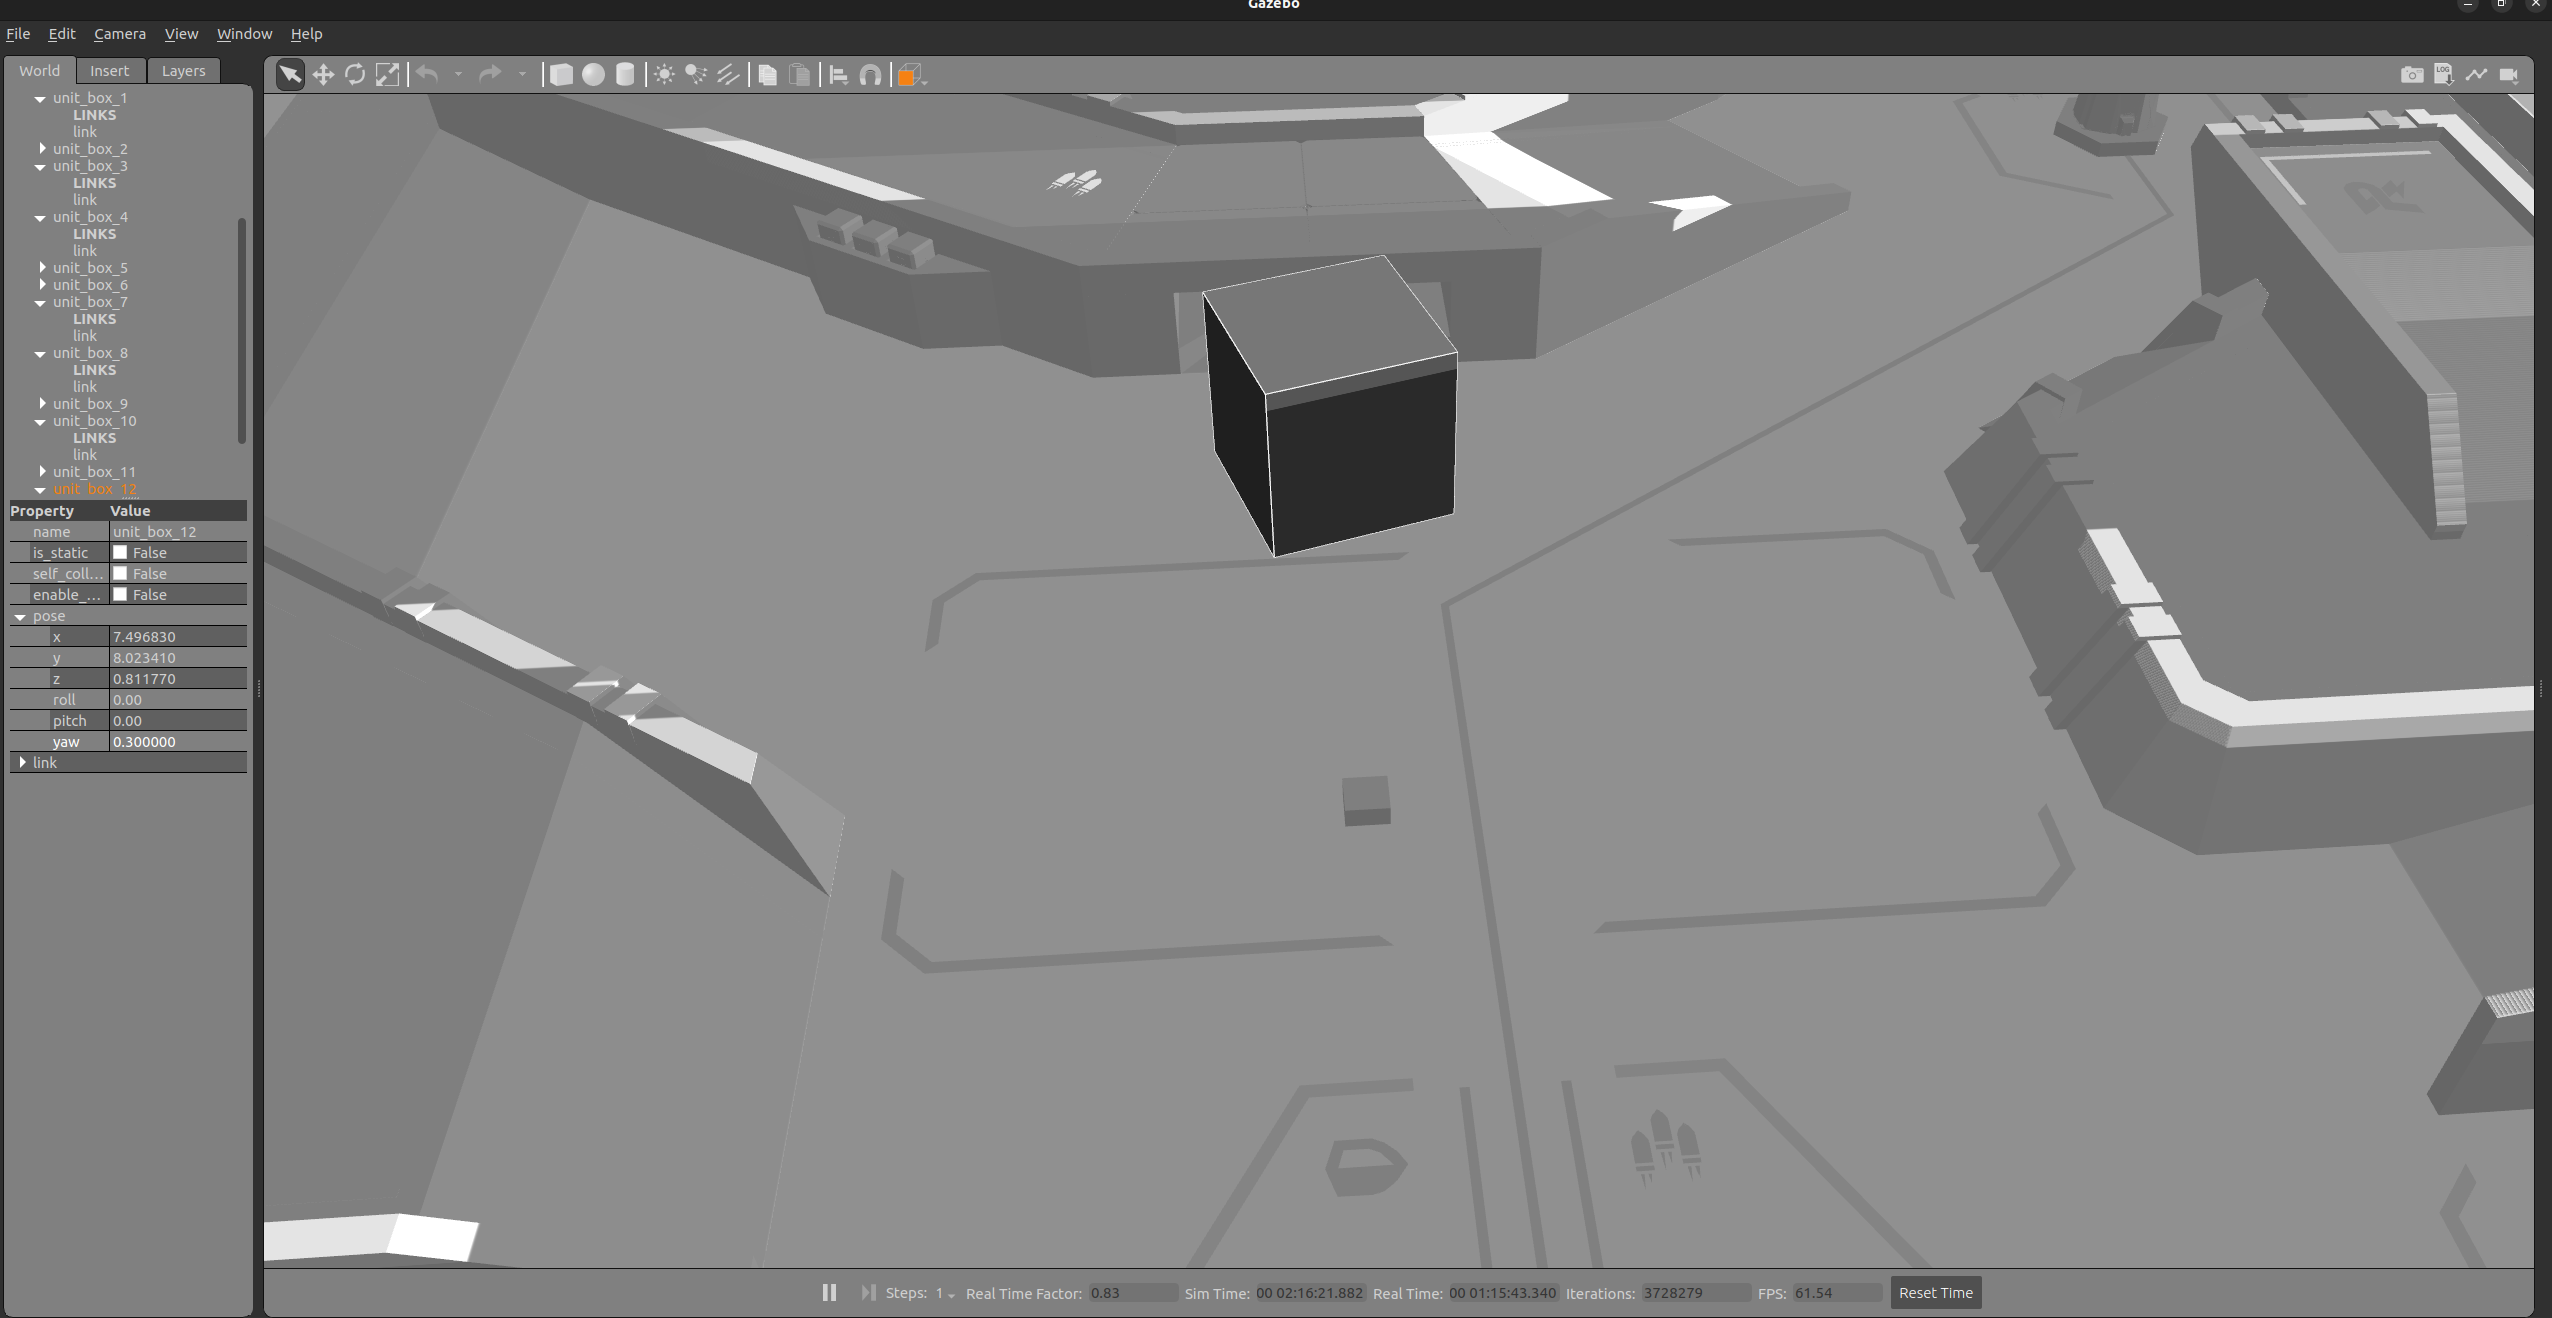 Gazebo
File Edit Camera View Window Help
World Insert Layers
unit_box_1
LINKS
link
unit_box_2
unit_box_3
LINKS
link
unit_box_4
LINKS
link
unit_box_5
unit_box_6
unit_box_7
LINKS
link
unit_box_8
LINKS
link
unit_box_9
unit_box_10
LINKS
link
unit_box_11
unit_box_12
Property Value
name unit_box_12
is_static False
self_coll... False
enable_... False
pose
x 7.496830
y 8.023410
z 0.811770
roll 0.00
pitch 0.00
yaw 0.300000
link
LOG
Steps: 1 Real Time Factor: 0.83 Sim Time: 00 02:16:21.882 Real Time: 00 01:15:43.340 Iterations: 3728279 FPS: 61.54 Reset Time